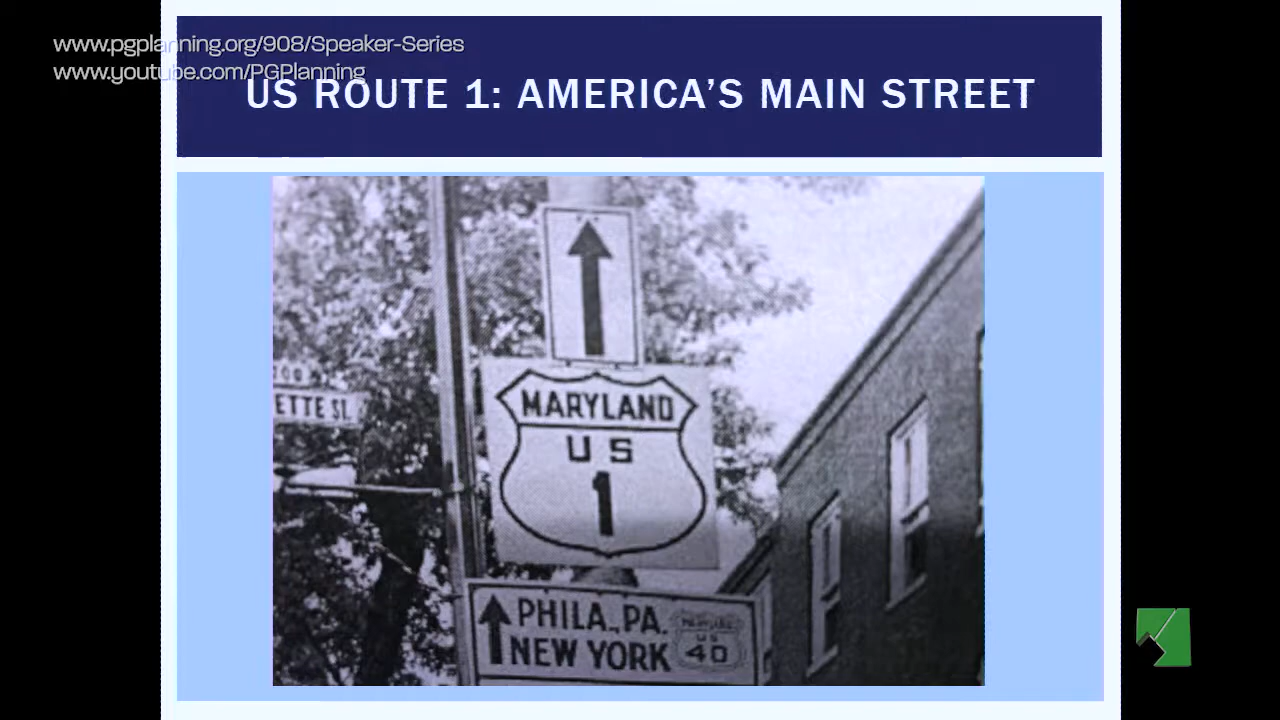 www.pgplanning.org/908/Speaker-Series
www.youtube.com/PGPlanning
US ROUTE 1: AMERICA'S MAIN STREET
ETTE ST.
MARYLAND
US
1
PHILA., PA.
NEW YORK
US
40